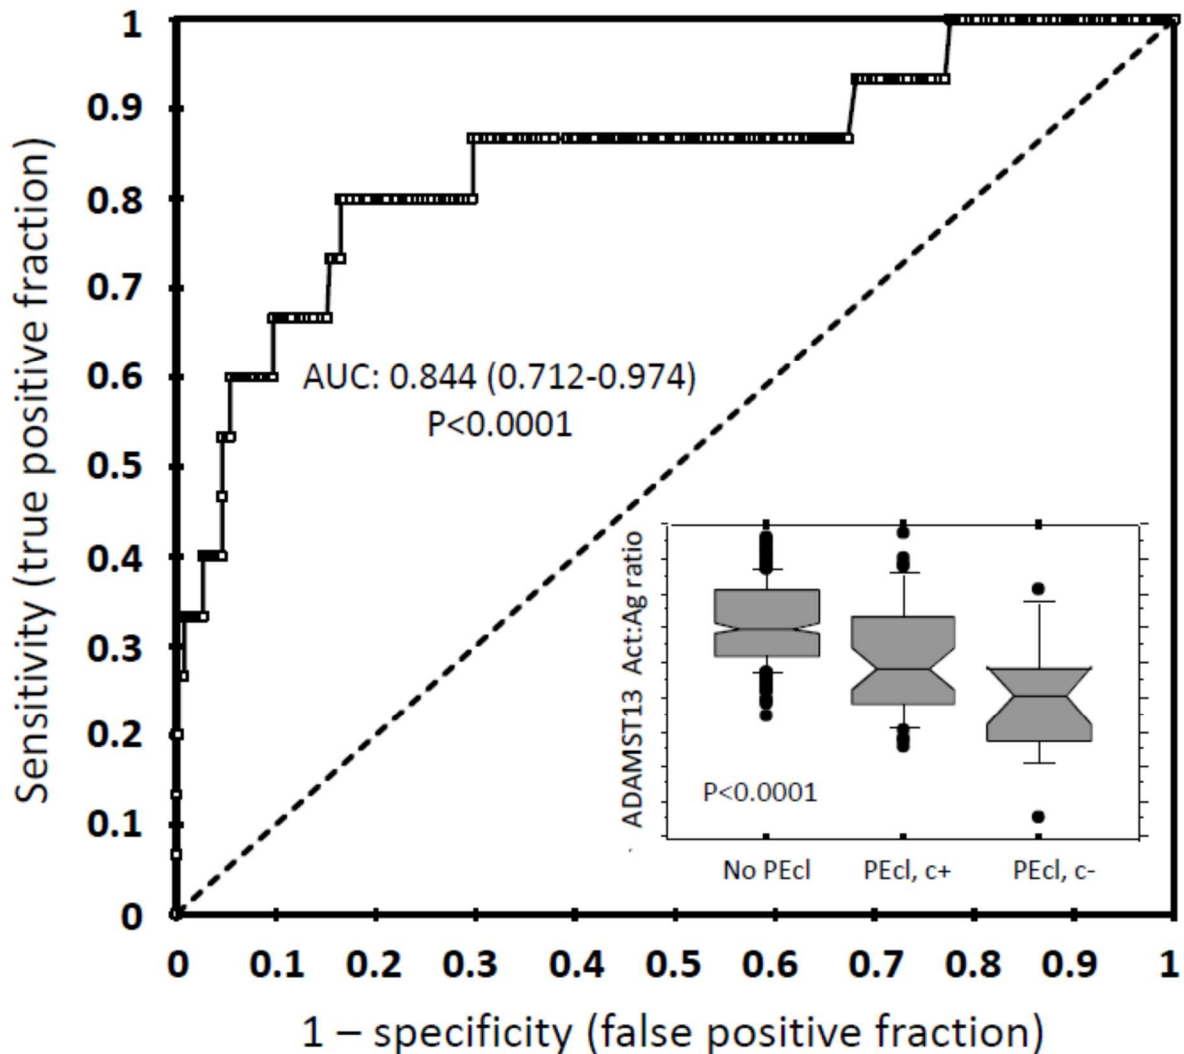 Sensitivity (true positive fraction)
1
0.9
0.8
0.7
0.6
0.5
0.4
0.3
0.2
0.1
0
AUC: 0.844 (0.712-0.974)
P<0.0001
ADAMST13 Act:Ag ratio
P<0.0001
No PEcl PEcl, c+ PEcl, c-
0 0.1 0.2 0.3 0.4 0.5 0.6 0.7 0.8 0.9 1
1 – specificity (false positive fraction)